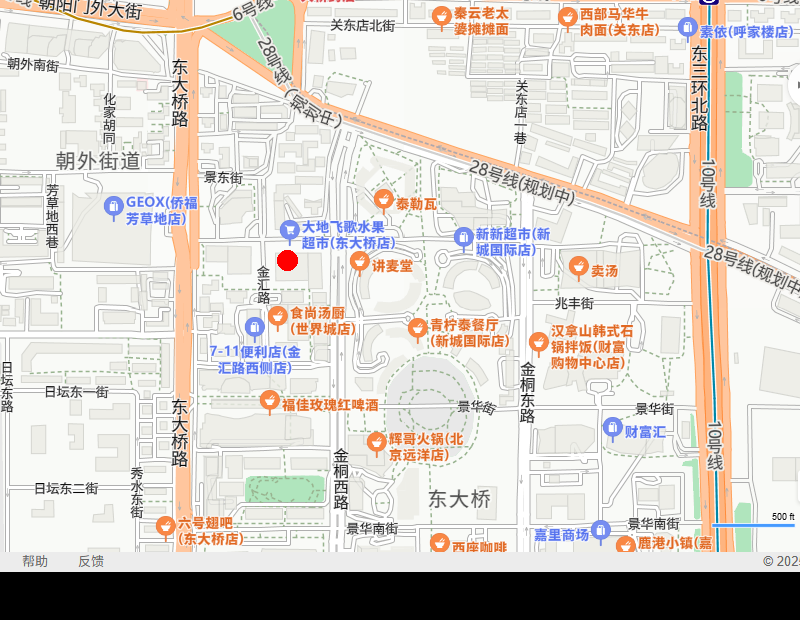 朝阳门外大街
6号线
关东店北街
秦云老太
婆摊摊面
西部马华牛
肉面(关东店)
素依(呼家楼店)
28号线(规划中)
朝外南街
东大桥路
化家胡同
关东店一巷
东三环北路
朝外街道
景东街
28号线(规划中)
10号线
芳草地西巷
GEOX(侨福
芳草地店)
泰勒瓦
大地飞歌水果
超市(东大桥店)
新新超市(新
城国际店)
28号线(规划中)
讲麦堂
卖汤
金汇路
兆丰街
食尚汤厨
(世界城店)
青柠泰餐厅
(新城国际店)
汉拿山韩式石
锅拌饭(财富
购物中心店)
7-11便利店(金
汇路西侧店)
日坛东路
日坛东一街
金桐东路
福佳玫瑰红啤酒
景华街
景华街
东大桥路
财富汇
10号线
辉哥火锅(北
京远洋店)
金桐西路
秀水东街
日坛东二街
东大桥
500 ft
六号翅吧
(东大桥店)
景华南街
景华南街
嘉里商场
西座咖啡
鹿港小镇(嘉
帮助
反馈
© 202